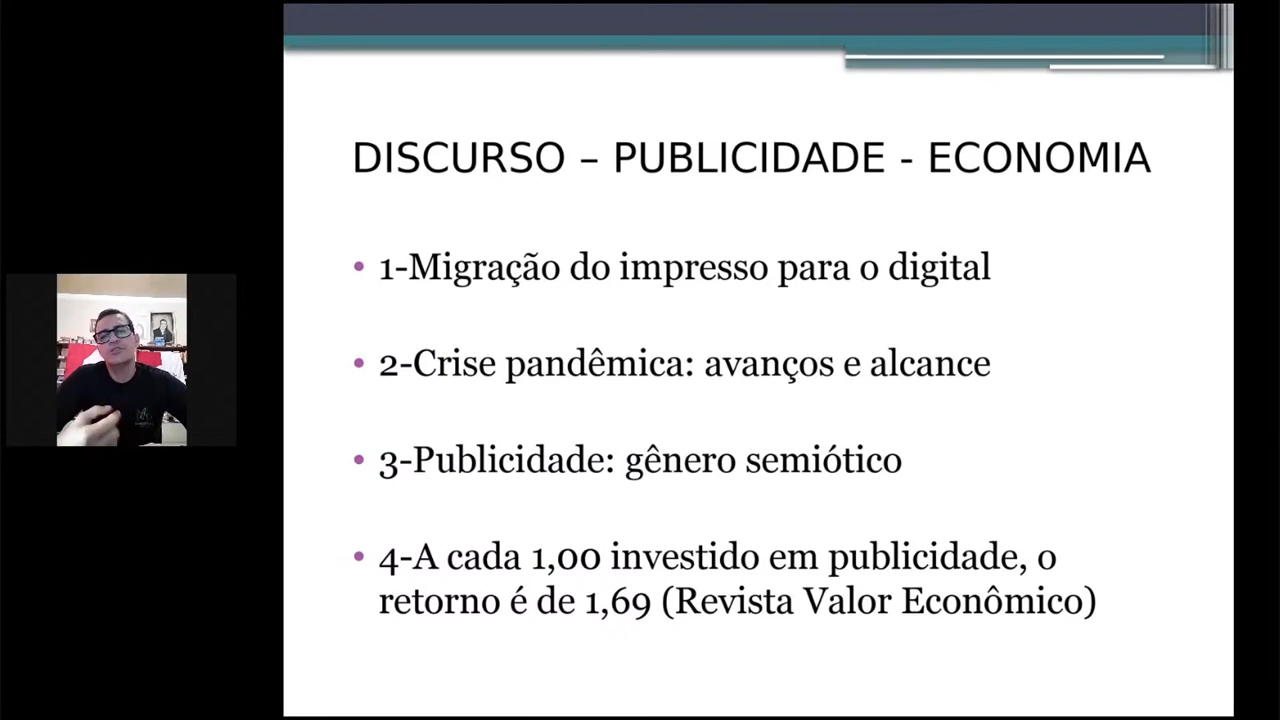 DISCURSO – PUBLICIDADE - ECONOMIA
• 1-Migração do impresso para o digital
• 2-Crise pandêmica: avanços e alcance
• 3-Publicidade: gênero semiótico
• 4-A cada 1,00 investido em publicidade, o
retorno é de 1,69 (Revista Valor Econômico)